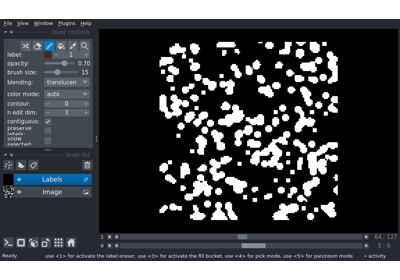 File View Window Plugins Help
layer controls
label: 1
opacity: 0.70
brush size: 15
blending: translucen
color mode: auto
contour: 0
n edit dim: 3
contiguous:
preserve labels:
show selected:
layer list
Labels
Image
1 64 127
0 5 9
Ready use <1> for activate the label eraser, use <3> for activate the fill bucket, use <4> for pick mode, use <5> for pan/zoom mode activity